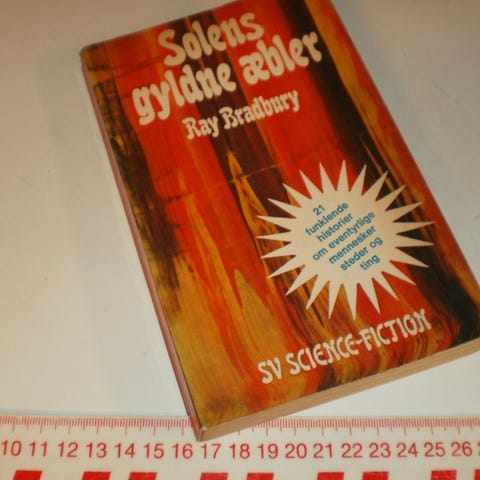 Solens
gyldne æbler
Ray Bradbury
21
funklende
historier
om eventyrlige
mennesker
steder og
ting
SV SCIENCE-FICTION
10 11 12 13 14 15 16 17 18 19 20 21 22 23 24 25 26